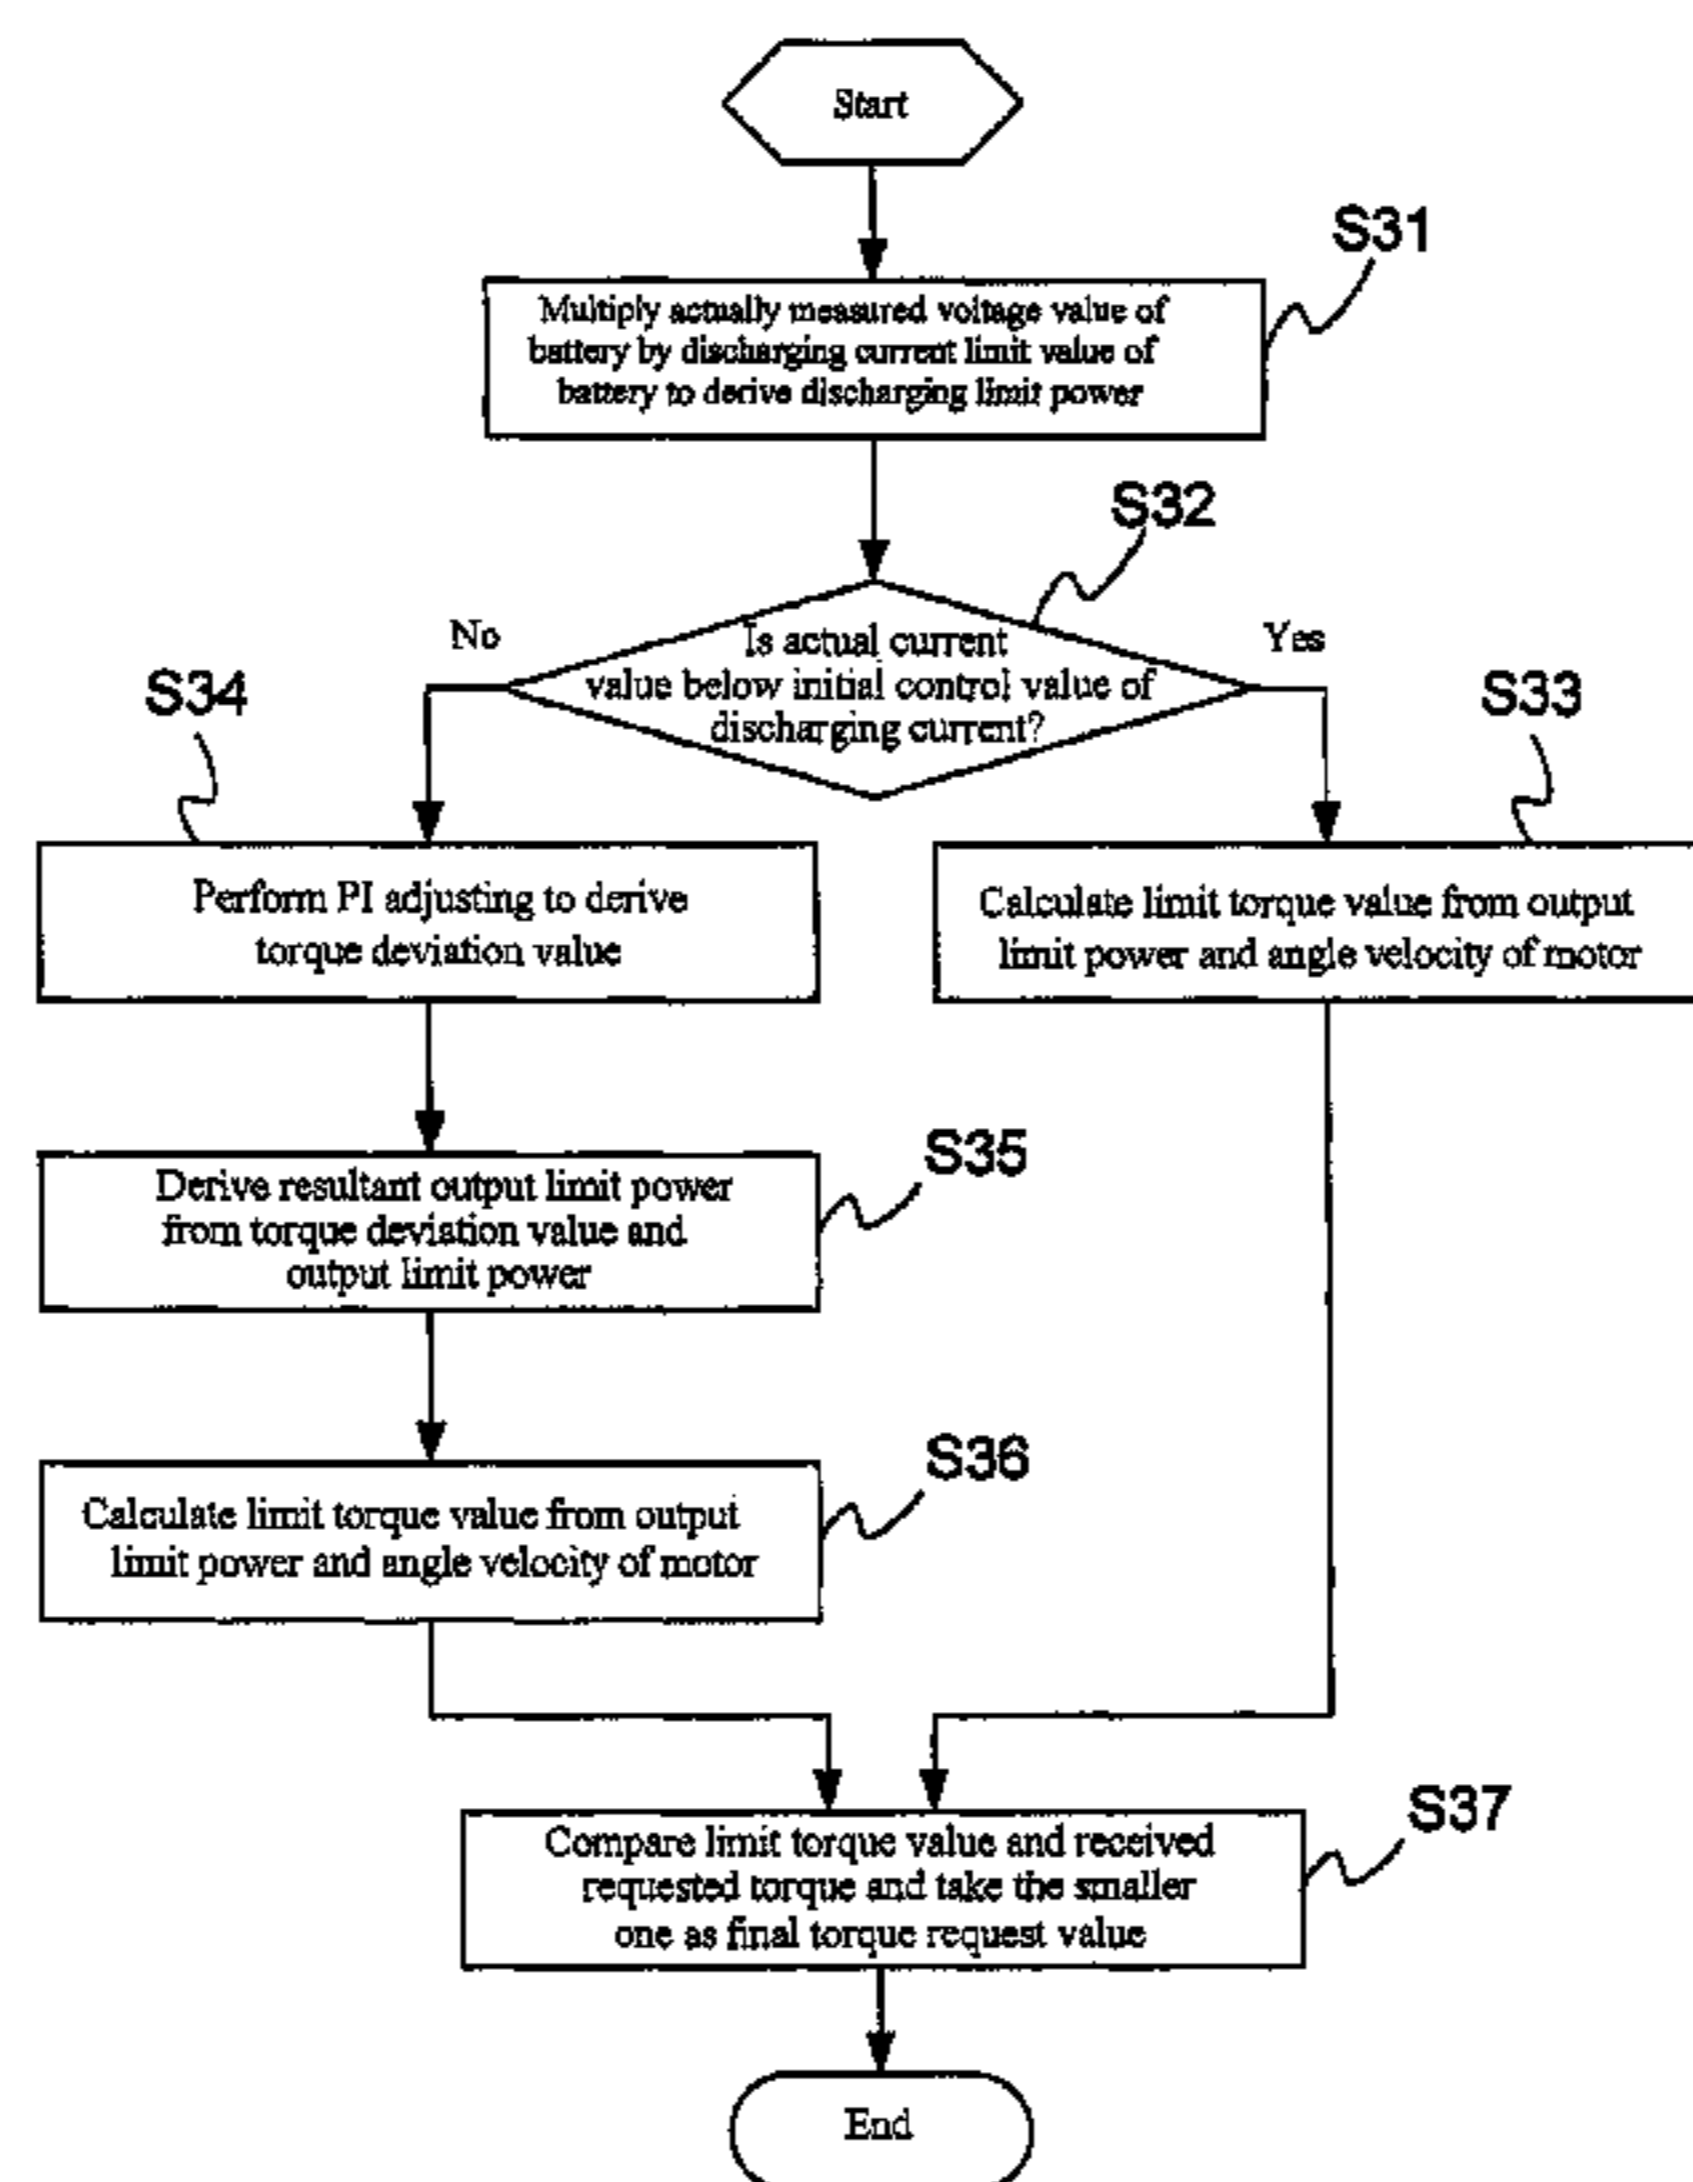 Start
S31
Multiply actually measured voltage value of
battery by discharging current limit value of
battery to derive discharging limit power
S32
No
Is actual current
Yes
value below initial control value of
discharging current?
S34
S33
Perform PI adjusting to derive
torque deviation value
Calculate limit torque value from output
limit power and angle velocity of motor
S35
Derive resultant output limit power
from torque deviation value and
output limit power
S36
Calculate limit torque value from output
limit power and angle velocity of motor
S37
Compare limit torque value and received
requested torque and take the smaller
one as final torque request value
End